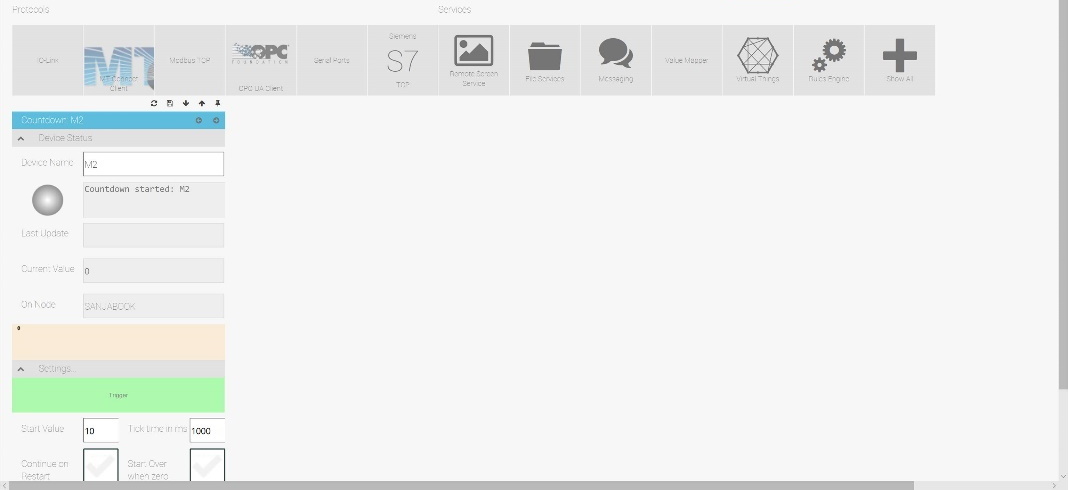 Protocols
Services
IO-Link
MT
MT Connect
Client
Modbus TCP
OPC
FOUNDATION
OPC UA Client
Serial Ports
Siemens
S7
TCP
Remote Screen
Service
File Services
Messaging
Value Mapper
Virtual Things
Rules Engine
Show All
Countdown: M2
Device Status
Device Name
M2
Countdown started: M2
Last Update
Current Value
0
On Node
SANJABOOK
0
Settings...
Trigger
Start Value
10
Tick time in ms
1000
Continue on
Restart
Start Over
when zero